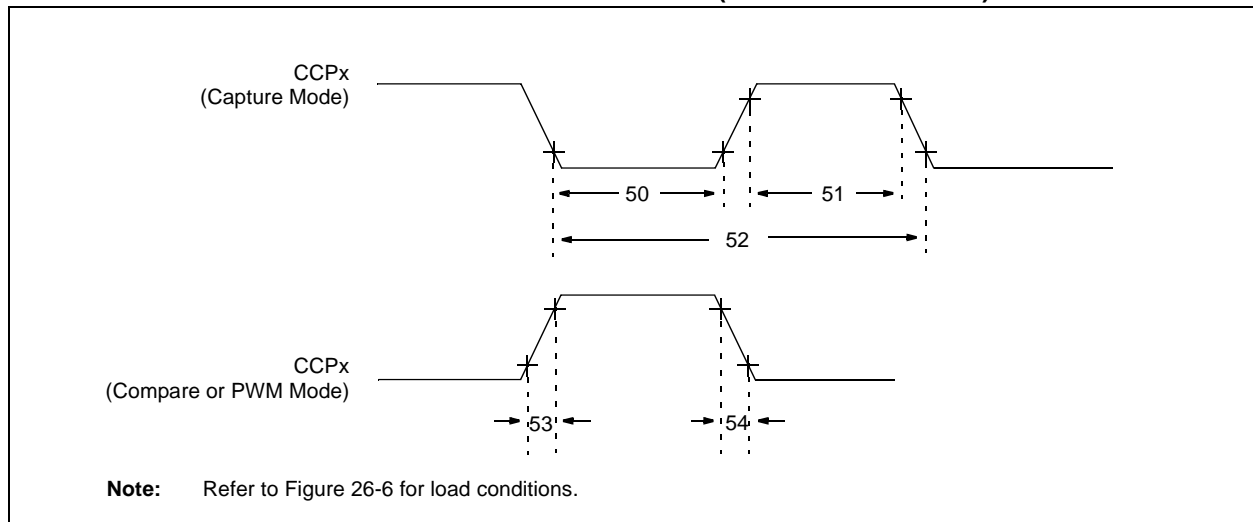 CCPx
(Capture Mode)
50
51
52
CCPx
(Compare or PWM Mode)
53
54
Note: Refer to Figure 26-6 for load conditions.